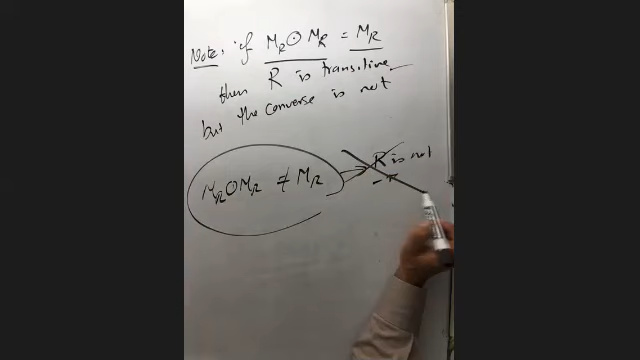 Note: if M_R ⊙ M_R = M_R
then R is transitive
but the converse is not
M_R ⊙ M_R ≠ M_R → R is not